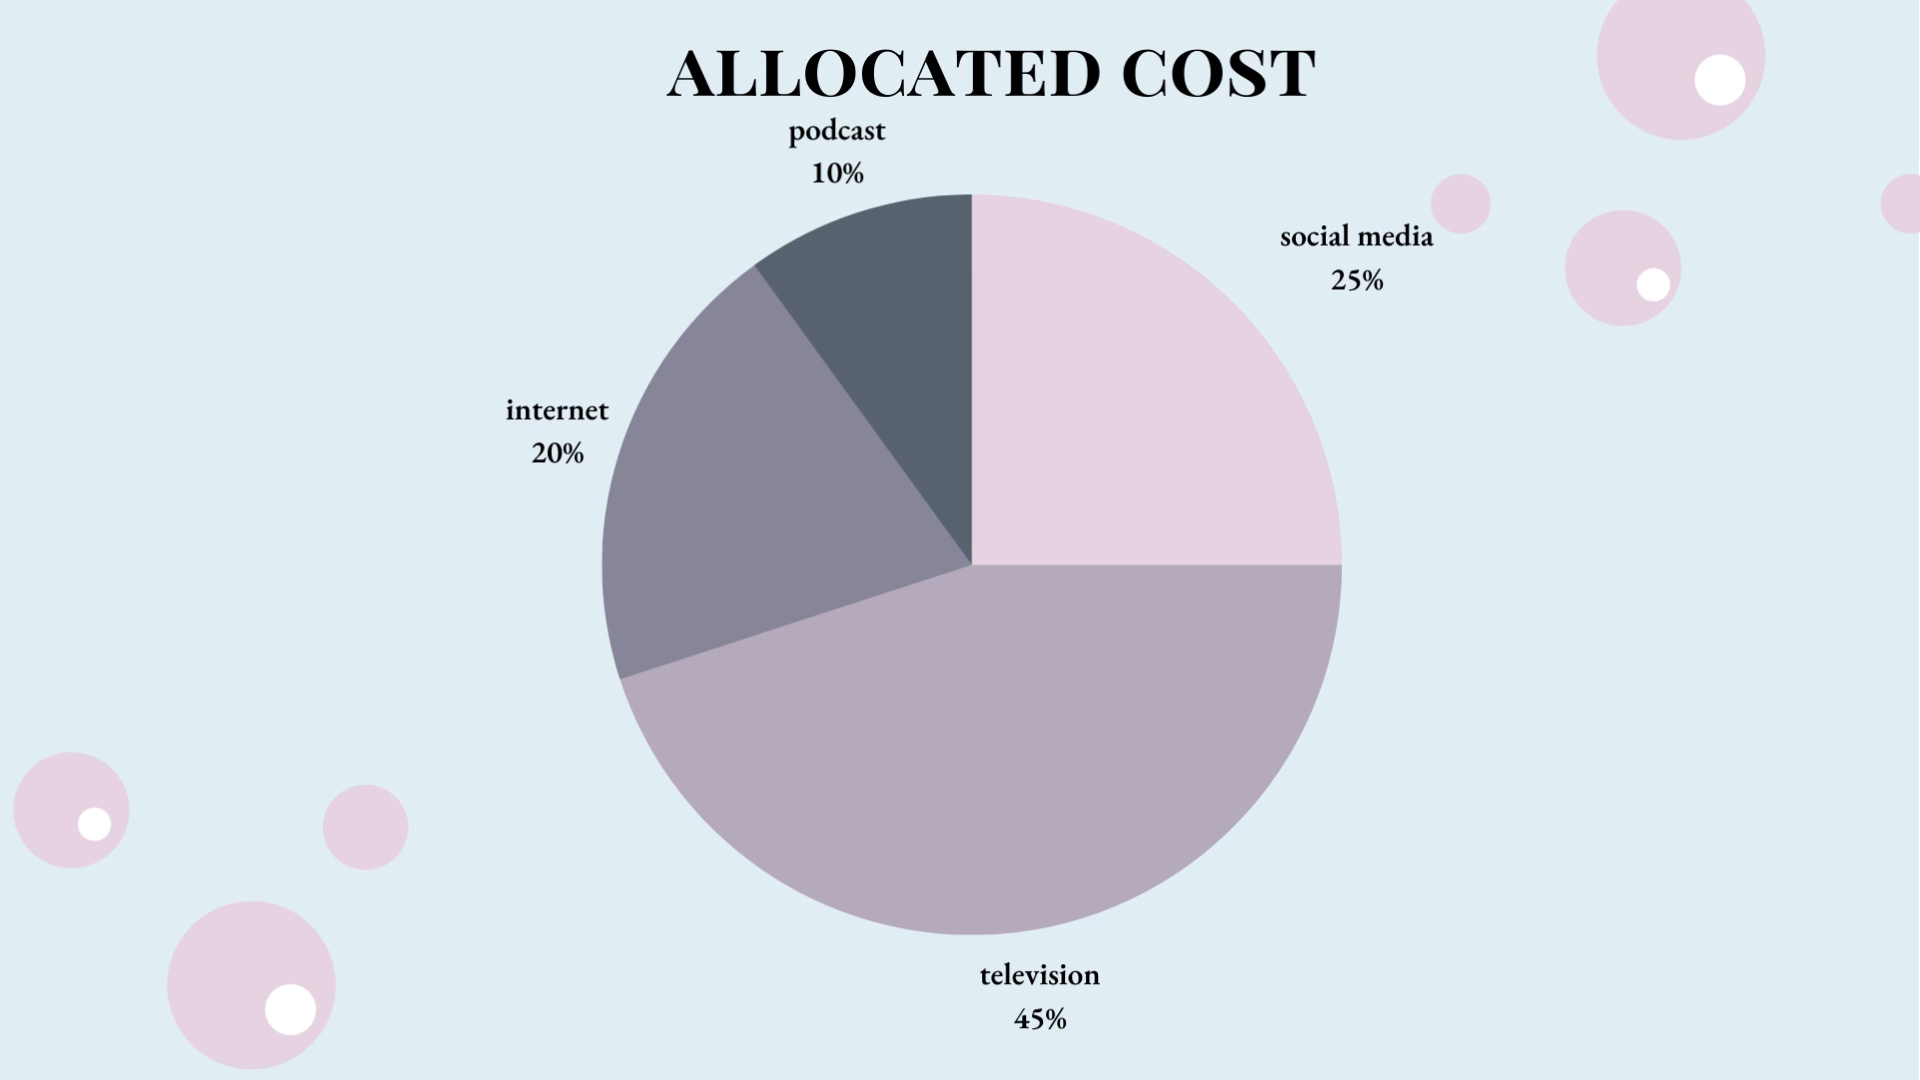 ALLOCATED COST
podcast
10%
social media
25%
internet
20%
television
45%